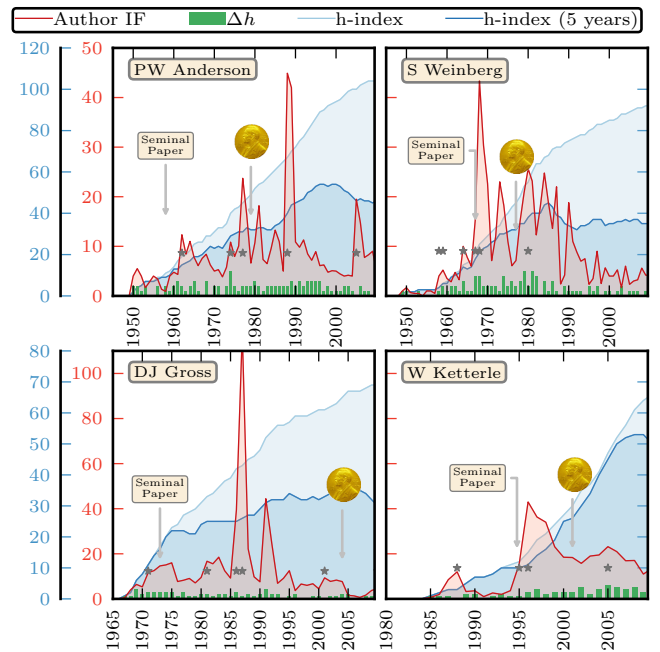 Author IF Δh h-index h-index (5 years)
120 50 PW Anderson S Weinberg
100 40
80 Seminal Paper Seminal Paper
30
60
20
40
20 10
0 0
1950 1960 1970 1980 1990 2000 1950 1960 1970 1980 1990 2000
80 DJ Gross W Ketterle
70 100
60 80
50 Seminal Paper Seminal Paper
40 60
30 40
20
10 20
0 0
1965 1970 1975 1980 1985 1990 1995 2000 2005 1980 1985 1990 1995 2000 2005